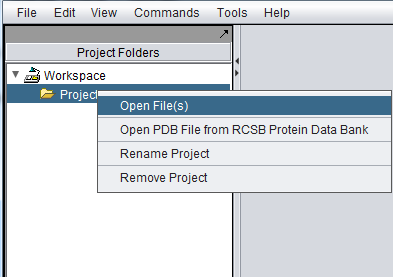 File Edit View Commands Tools Help
Project Folders
Workspace
Project
Open File(s)
Open PDB File from RCSB Protein Data Bank
Rename Project
Remove Project